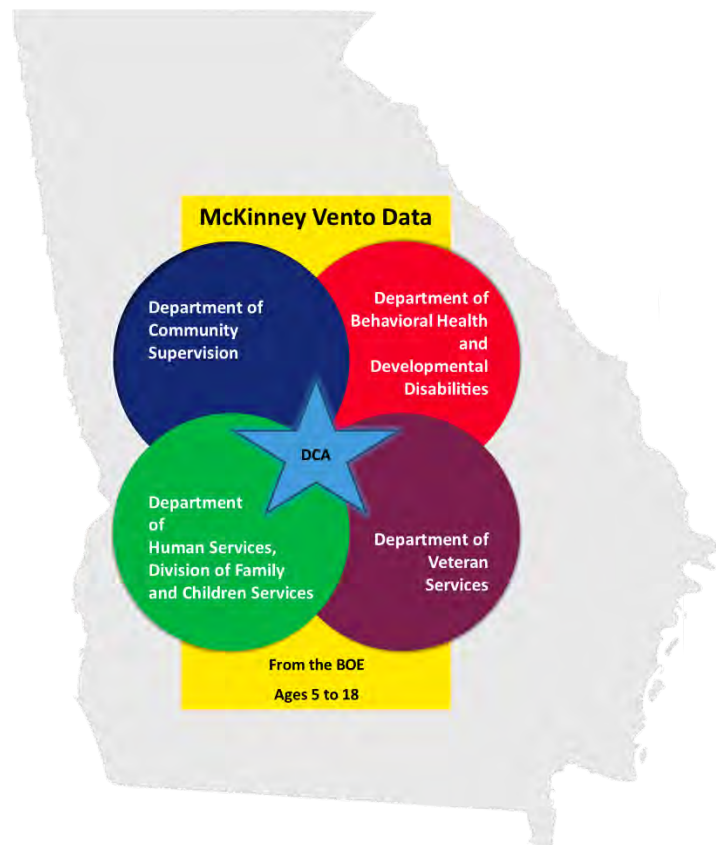 McKinney Vento Data
Department of
Community
Supervision
Department of
Behavioral Health
and
Developmental
Disabilities
DCA
Department
of
Human Services,
Division of Family
and Children Services
Department of
Veteran
Services
From the BOE
Ages 5 to 18